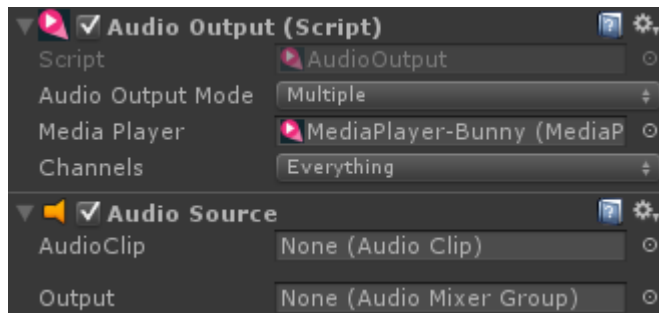 Audio Output (Script)
Script AudioOutput
Audio Output Mode Multiple
Media Player MediaPlayer-Bunny (MediaP
Channels Everything
Audio Source
AudioClip None (Audio Clip)
Output None (Audio Mixer Group)